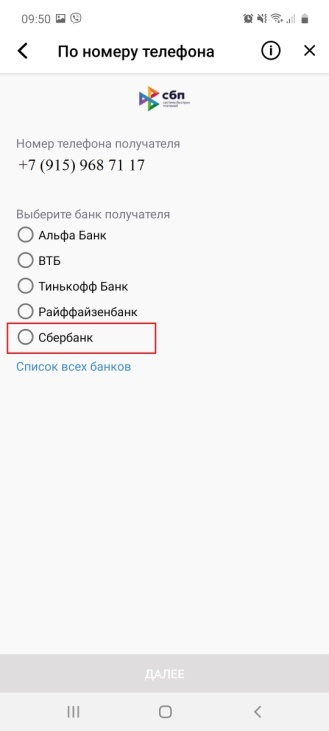 09:50
По номеру телефона
сбп
система быстрых
платежей
Номер телефона получателя
+7 (915) 968 71 17
Выберите банк получателя
Альфа Банк
ВТБ
Тинькофф Банк
Райффайзенбанк
Сбербанк
Список всех банков
ДАЛЕЕ